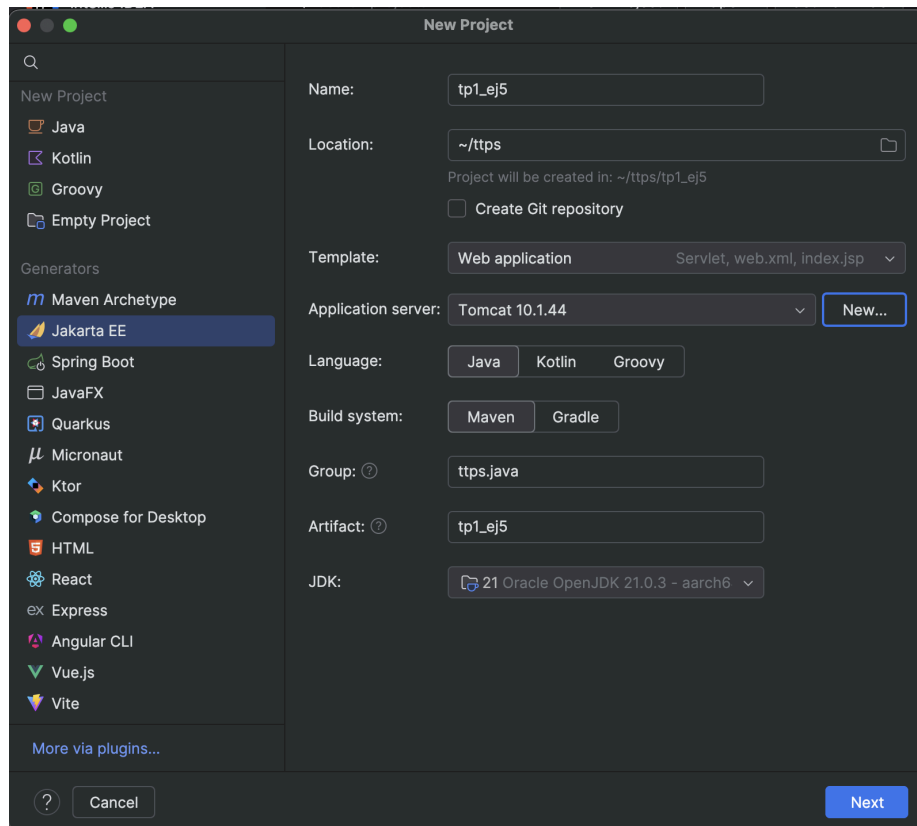 New Project
New Project
Java
Kotlin
Groovy
Empty Project
Generators
Maven Archetype
Jakarta EE
Spring Boot
JavaFX
Quarkus
Micronaut
Ktor
Compose for Desktop
HTML
React
ex Express
Angular CLI
Vue.js
Vite
More via plugins...
Name: tp1_ej5
Location: ~/ttps
Project will be created in: ~/ttps/tp1_ej5
Create Git repository
Template: Web application Servlet, web.xml, index.jsp
Application server: Tomcat 10.1.44 New...
Language: Java Kotlin Groovy
Build system: Maven Gradle
Group: ? ttps.java
Artifact: ? tp1_ej5
JDK: 21 Oracle OpenJDK 21.0.3 - aarch6
? Cancel Next